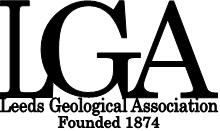 LGA
Leeds Geological Association
Founded 1874